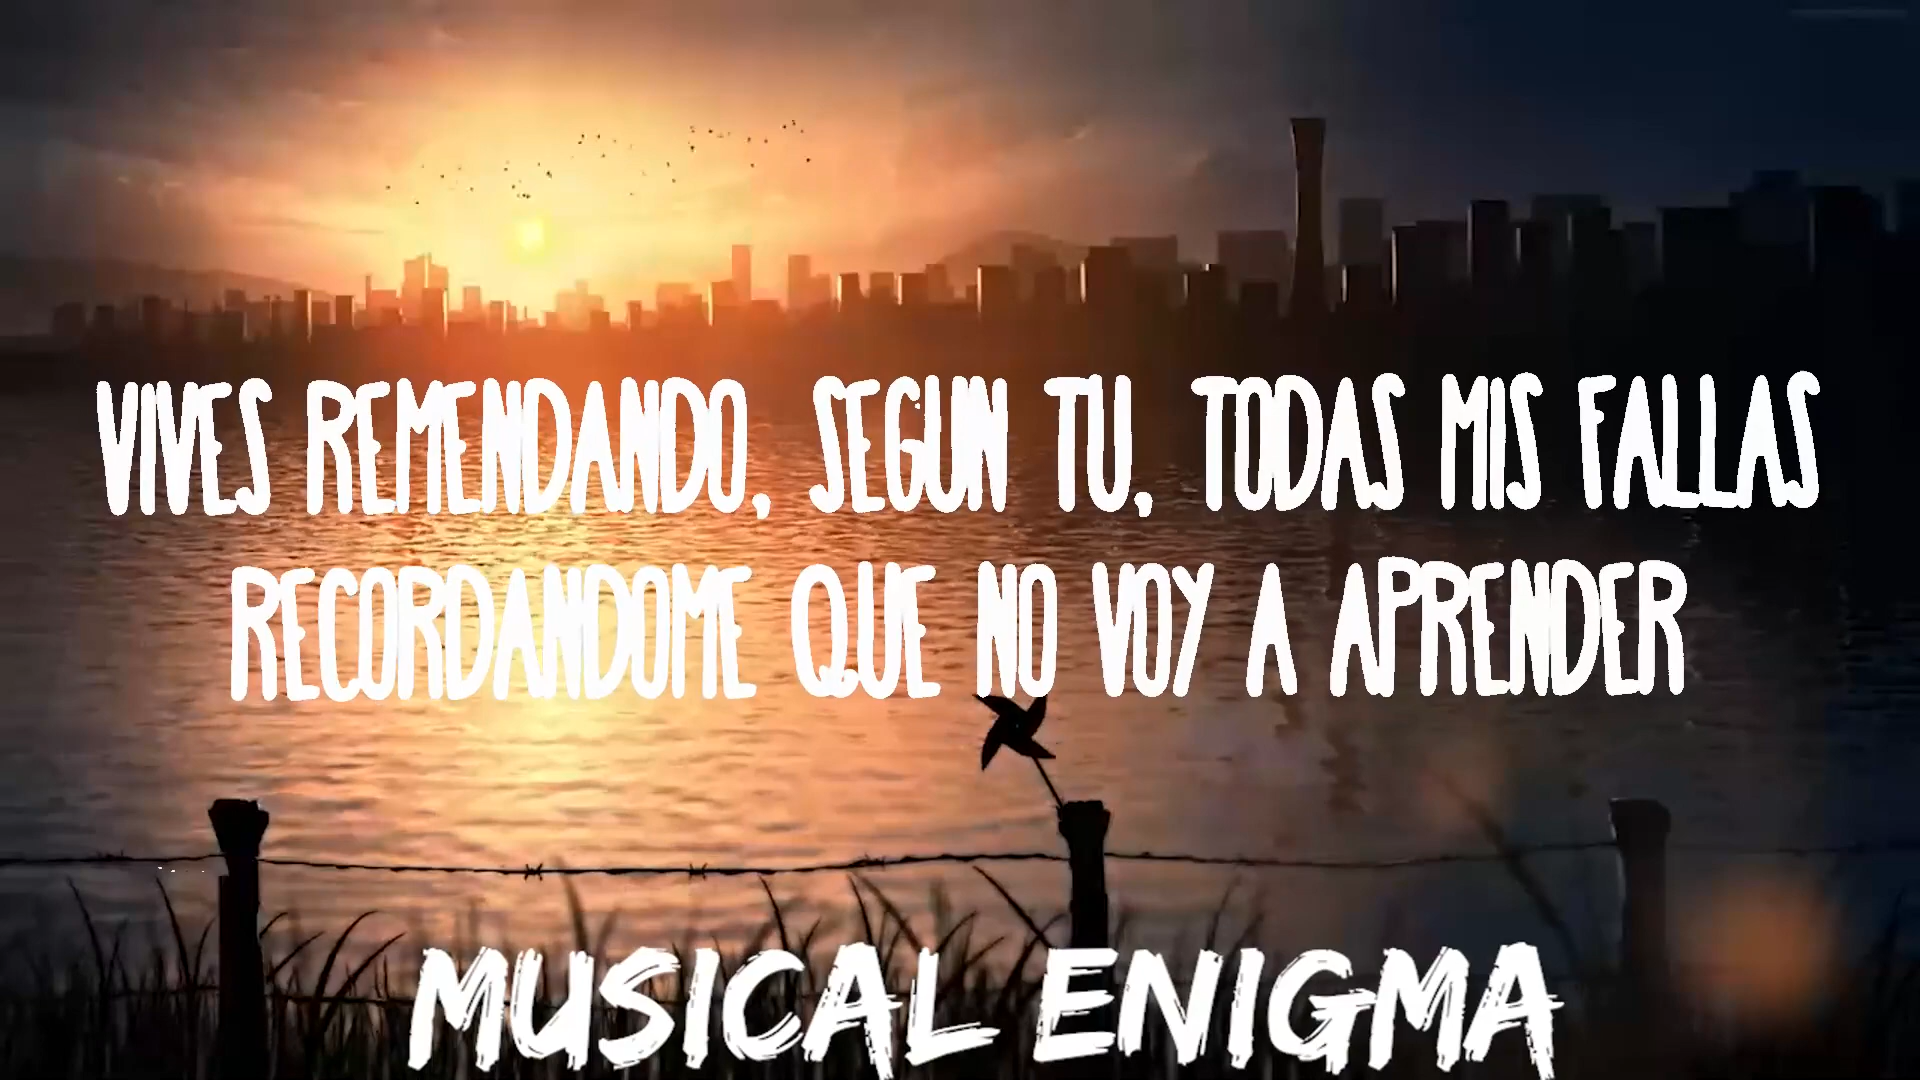 VIVES REMENDANDO, SEGUN TU, TODAS MIS FALLAS
RECORDANDOME QUE NO VOY A APRENDER
MUSICAL ENIGMA